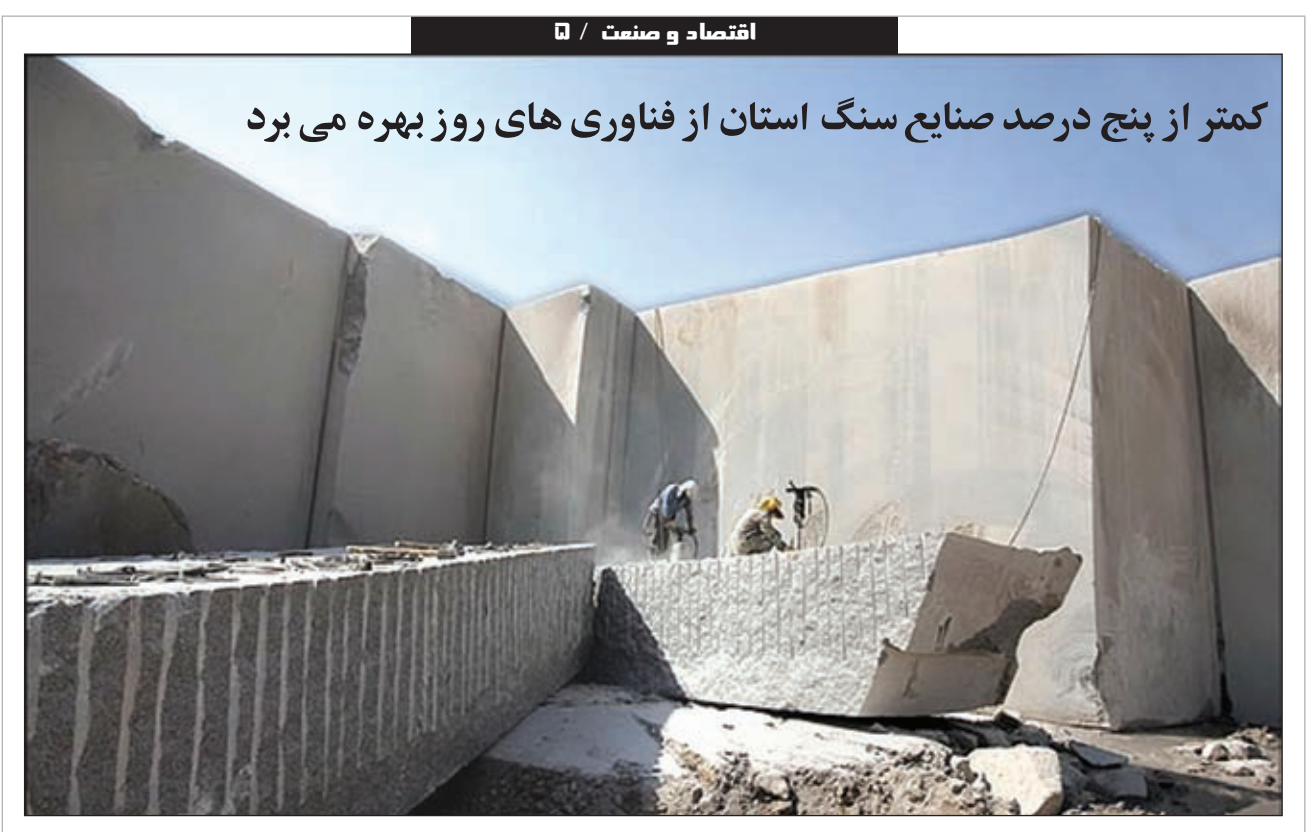 اقتصاد و صنعت / ۵
کمتر از پنج درصد صنایع سنگ استان از فناوری های روز بهره می برد